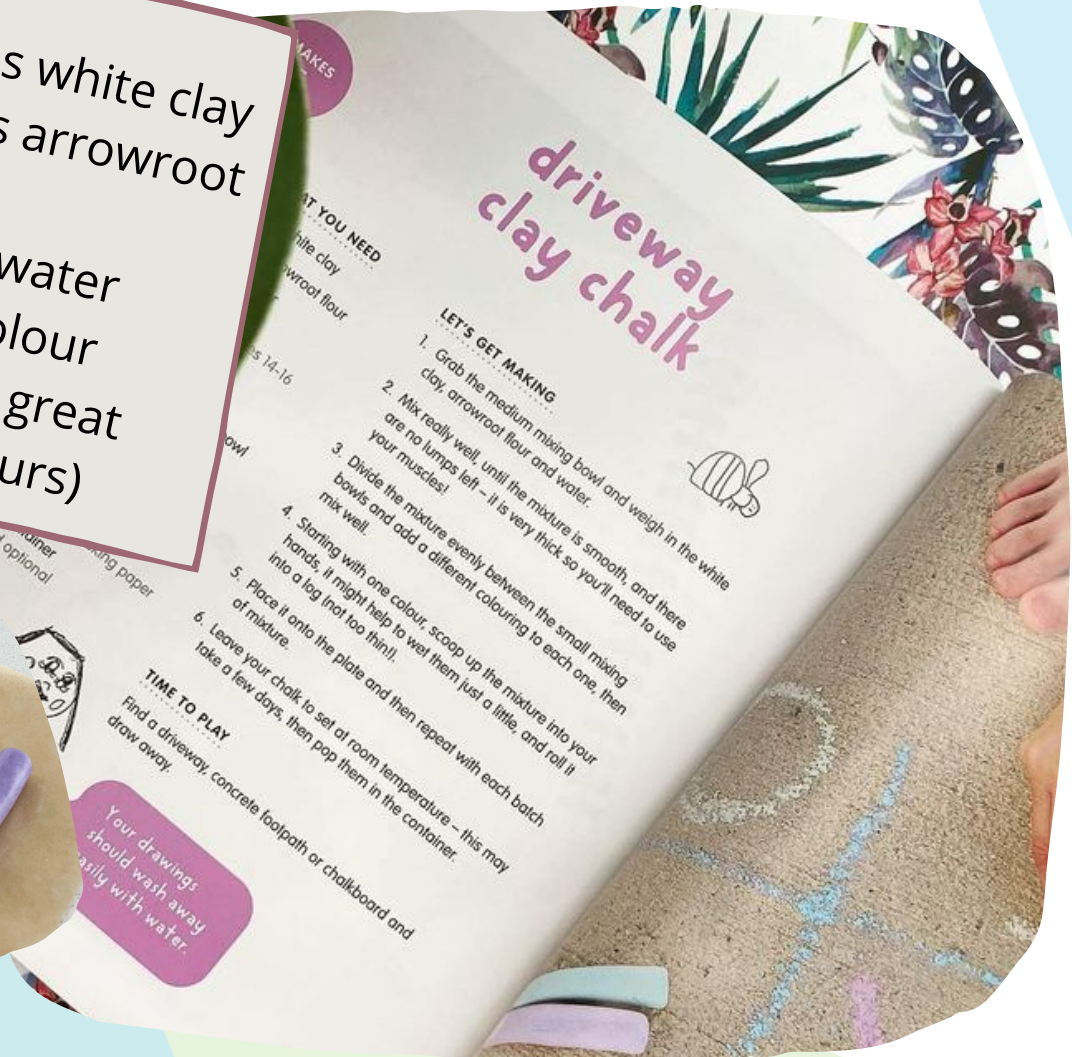 s white clay
s arrowroot
water
olour
great
urs)
MAKES
driveway
clay chalk
AT YOU NEED
hite clay
owroot flour
es 14-16
owl
ainer
king paper
d optional
LET'S GET MAKING
1. Grab the medium mixing bowl and weigh in the white
clay, arrowroot flour and water.
2. Mix really well, until the mixture is smooth, and there
are no lumps left – it is very thick so you'll need to use
your muscles!
3. Divide the mixture evenly between the small mixing
bowls and add a different colouring to each one, then
mix well.
4. Starting with one colour, scoop up the mixture into your
hands, it might help to wet them just a little, and roll it
into a log (not too thin!).
5. Place it onto the plate and then repeat with each batch
of mixture.
6. Leave your chalk to set at room temperature – this may
take a few days, then pop them in the container.
TIME TO PLAY
Find a driveway, concrete footpath or chalkboard and
draw away.
Your drawings
should wash away
easily with water.